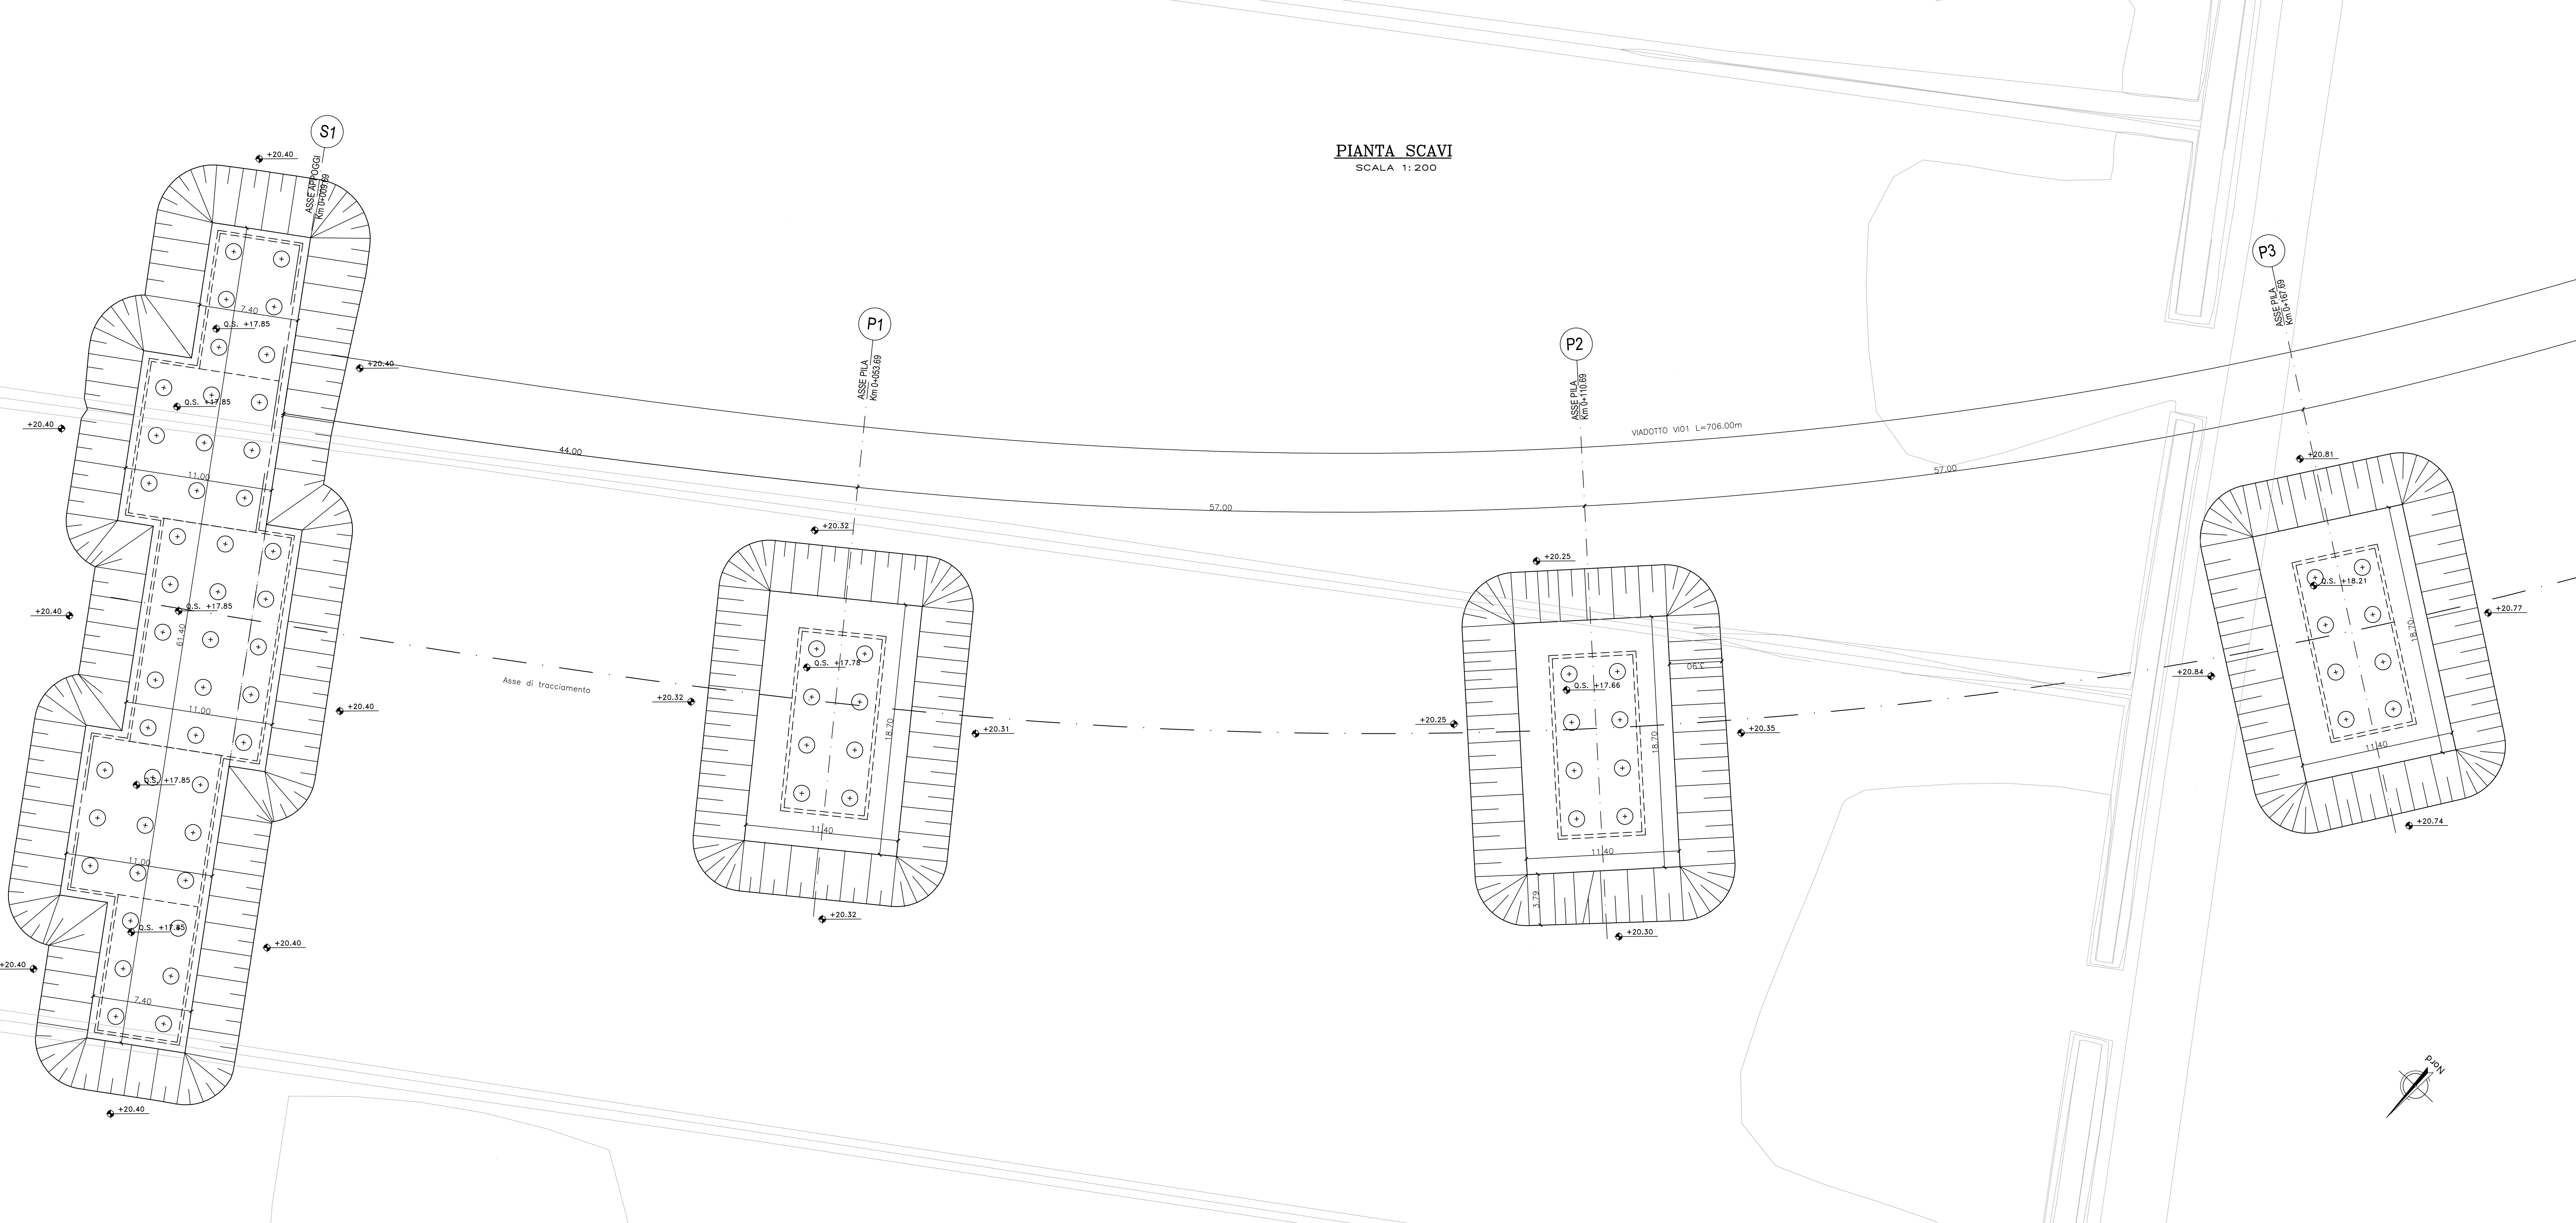 PIANTA SCAVI
SCALA 1:200
S1
ASSE APPOGGI
Km 0+009.69
+20.40
7.40
Q.S. +17.85
+20.40
Q.S. +17.85
+20.40
11.00
Q.S. +17.85
+20.40
61.40
11.00
+20.40
Q.S. +17.85
11.00
Q.S. +17.85
+20.40
+20.40
7.40
+20.40
44.00
Asse di tracciamento
P1
ASSE PILA
Km 0+053.69
+20.32
Q.S. +17.78
+20.32
18.70
+20.31
11.40
+20.32
57.00
P2
ASSE PILA
Km 0+110.69
VIADOTTO VI01 L=706.00m
+20.25
3.90
Q.S. +17.66
+20.25
18.70
+20.35
11.40
3.79
+20.30
57.00
P3
ASSE PILA
Km 0+167.69
+20.81
Q.S. +18.21
+20.77
18.70
+20.84
11.40
+20.74
Nord